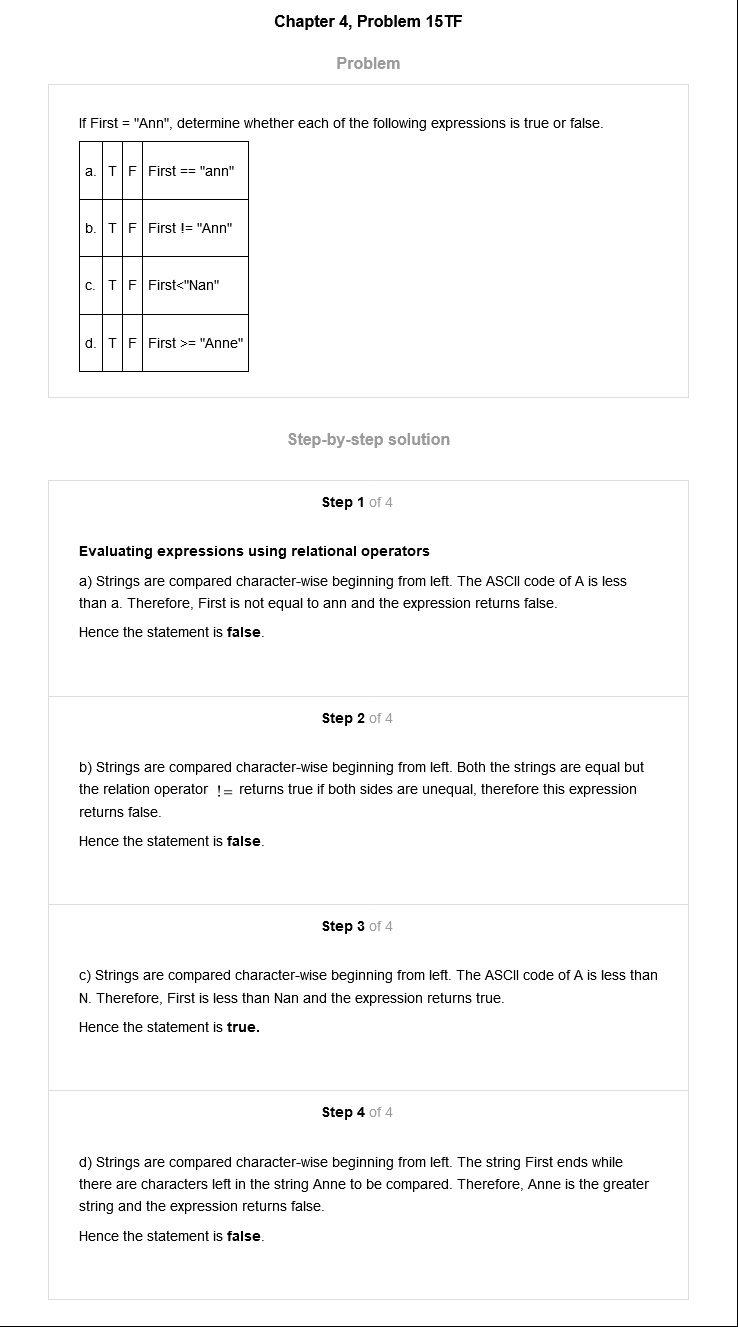 Chapter 4, Problem 15TF
Problem
If First = "Ann", determine whether each of the following expressions is true or false.
a. T F First == "ann"
b. T F First != "Ann"
c. T F First<"Nan"
d. T F First >= "Anne"
Step-by-step solution
Step 1 of 4
Evaluating expressions using relational operators
a) Strings are compared character-wise beginning from left. The ASCII code of A is less
than a. Therefore, First is not equal to ann and the expression returns false.
Hence the statement is false.
Step 2 of 4
b) Strings are compared character-wise beginning from left. Both the strings are equal but
the relation operator != returns true if both sides are unequal, therefore this expression
returns false.
Hence the statement is false.
Step 3 of 4
c) Strings are compared character-wise beginning from left. The ASCII code of A is less than
N. Therefore, First is less than Nan and the expression returns true.
Hence the statement is true.
Step 4 of 4
d) Strings are compared character-wise beginning from left. The string First ends while
there are characters left in the string Anne to be compared. Therefore, Anne is the greater
string and the expression returns false.
Hence the statement is false.